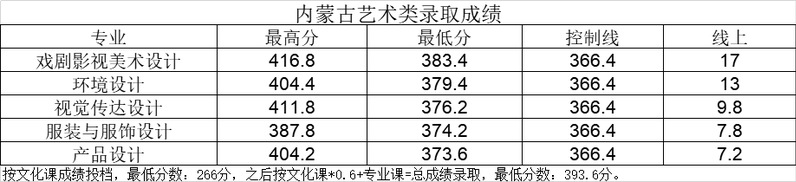 内蒙古艺术类录取成绩
专业 最高分 最低分 控制线 线上
戏剧影视美术设计 416.8 383.4 366.4 17
环境设计 404.4 379.4 366.4 13
视觉传达设计 411.8 376.2 366.4 9.8
服装与服饰设计 387.8 374.2 366.4 7.8
产品设计 404.2 373.6 366.4 7.2
按文化课成绩投档，最低分数：266分，之后按文化课*0.6+专业课=总成绩录取，最低分数：393.6分。